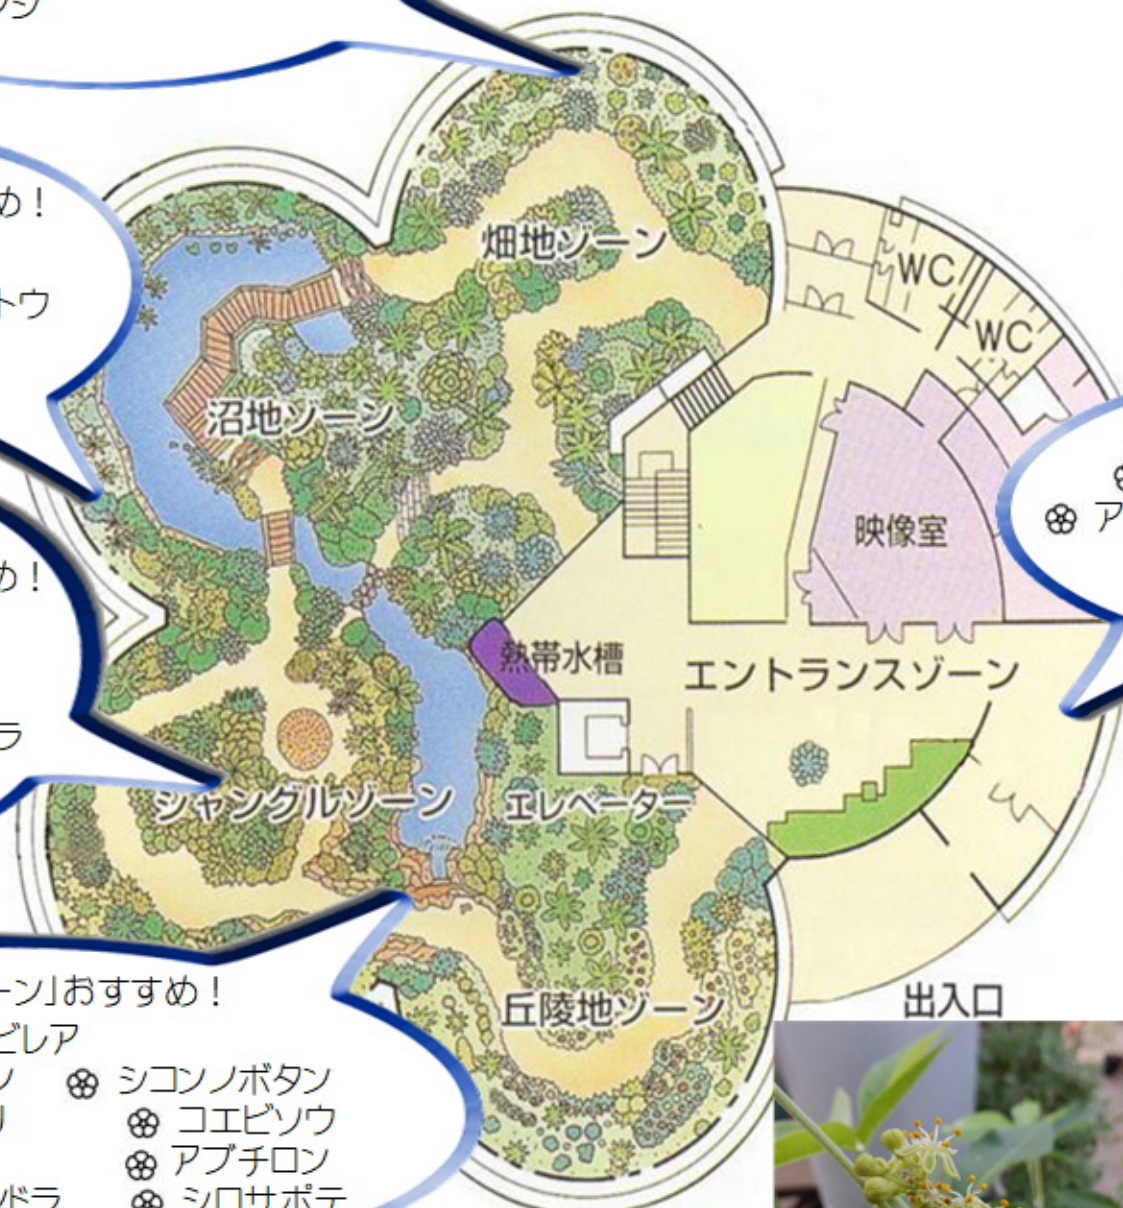 め！
トウ
畑地ゾーン
WC
WC
沼地ゾーン
ア
映像室
め！
熱帯水槽
エントランスゾーン
ラ
ジャングルゾーン
エレベーター
ーン」おすすめ！
ビレア
シコンノボタン
コエビソウ
アブチロン
ンドラ
シロサポテ
丘陵地ゾーン
出入口